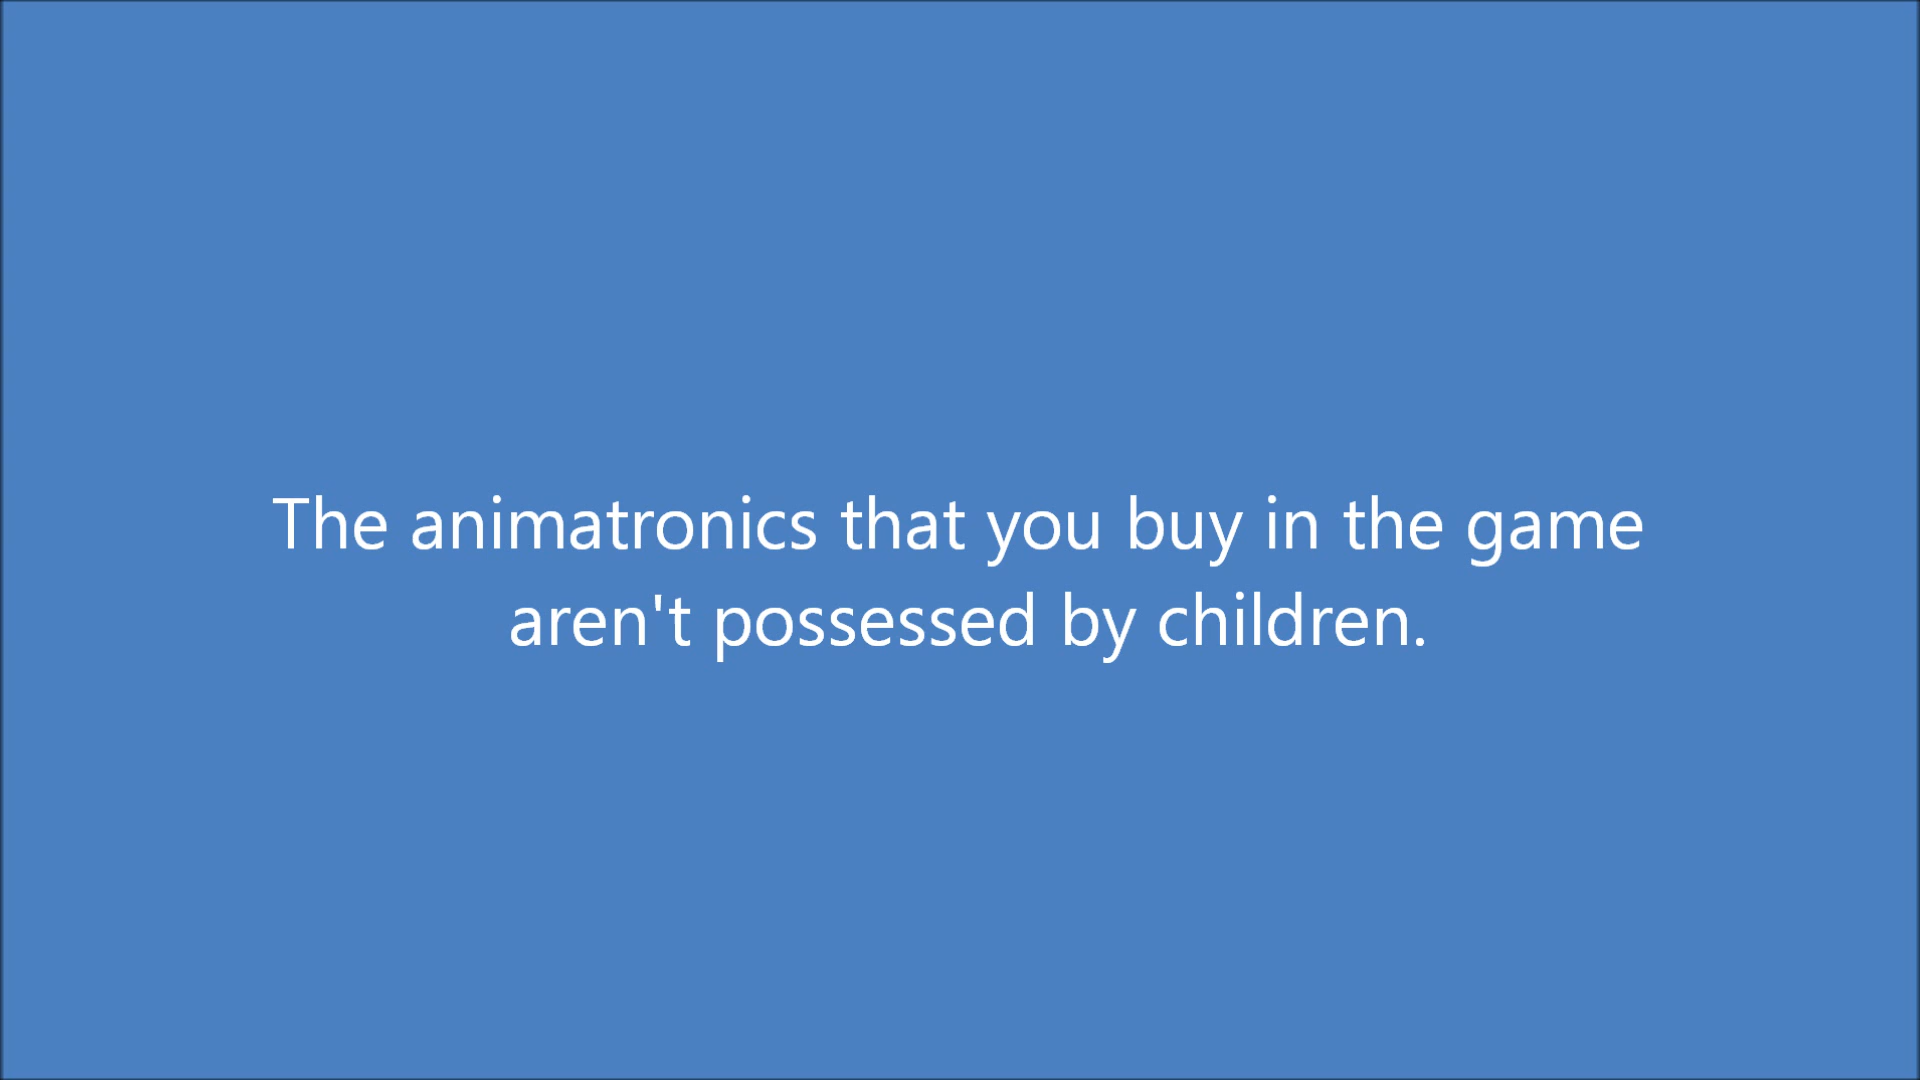 The animatronics that you buy in the game
aren't possessed by children.